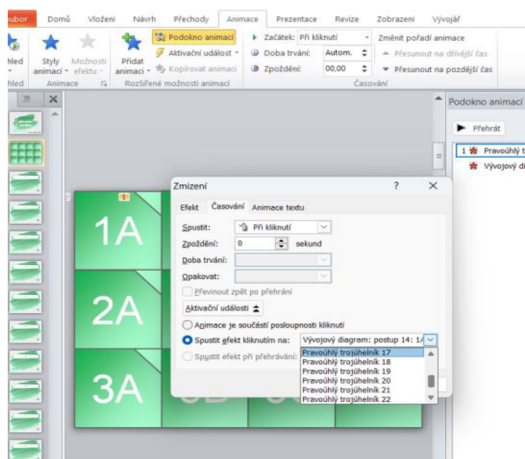 Soubor Domů Vložení Návrh Přechody Animace Prezentace Revize Zobrazení Vývojář
Styly animací Možnosti efektu Přidat animaci
Podokno animací
Aktivační událost
Kopírovat animaci
Začátek: Při kliknutí
Doba trvání: Autom.
Zpoždění: 00,00
Změnit pořadí animace
Přesunout na dřívější čas
Přesunout na pozdější čas
Animace Rozšířené možnosti animací Časování
Podokno animací
Přehrát
1 Pravoúhlý t
Vývojový di
1A
2A
3A
Zmizení ? X
Efekt Časování Animace textu
Spustit: Při kliknutí
Zpoždění: 0 sekund
Doba trvání:
Opakovat:
Převinout zpět po přehrání
Aktivační události
Animace je součástí posloupnosti kliknutí
Spustit efekt kliknutím na: Vývojový diagram: postup 14: 1A
Spustit efekt při přehrávání:
Pravoúhlý trojúhelník 17
Pravoúhlý trojúhelník 18
Pravoúhlý trojúhelník 19
Pravoúhlý trojúhelník 20
Pravoúhlý trojúhelník 21
Pravoúhlý trojúhelník 22